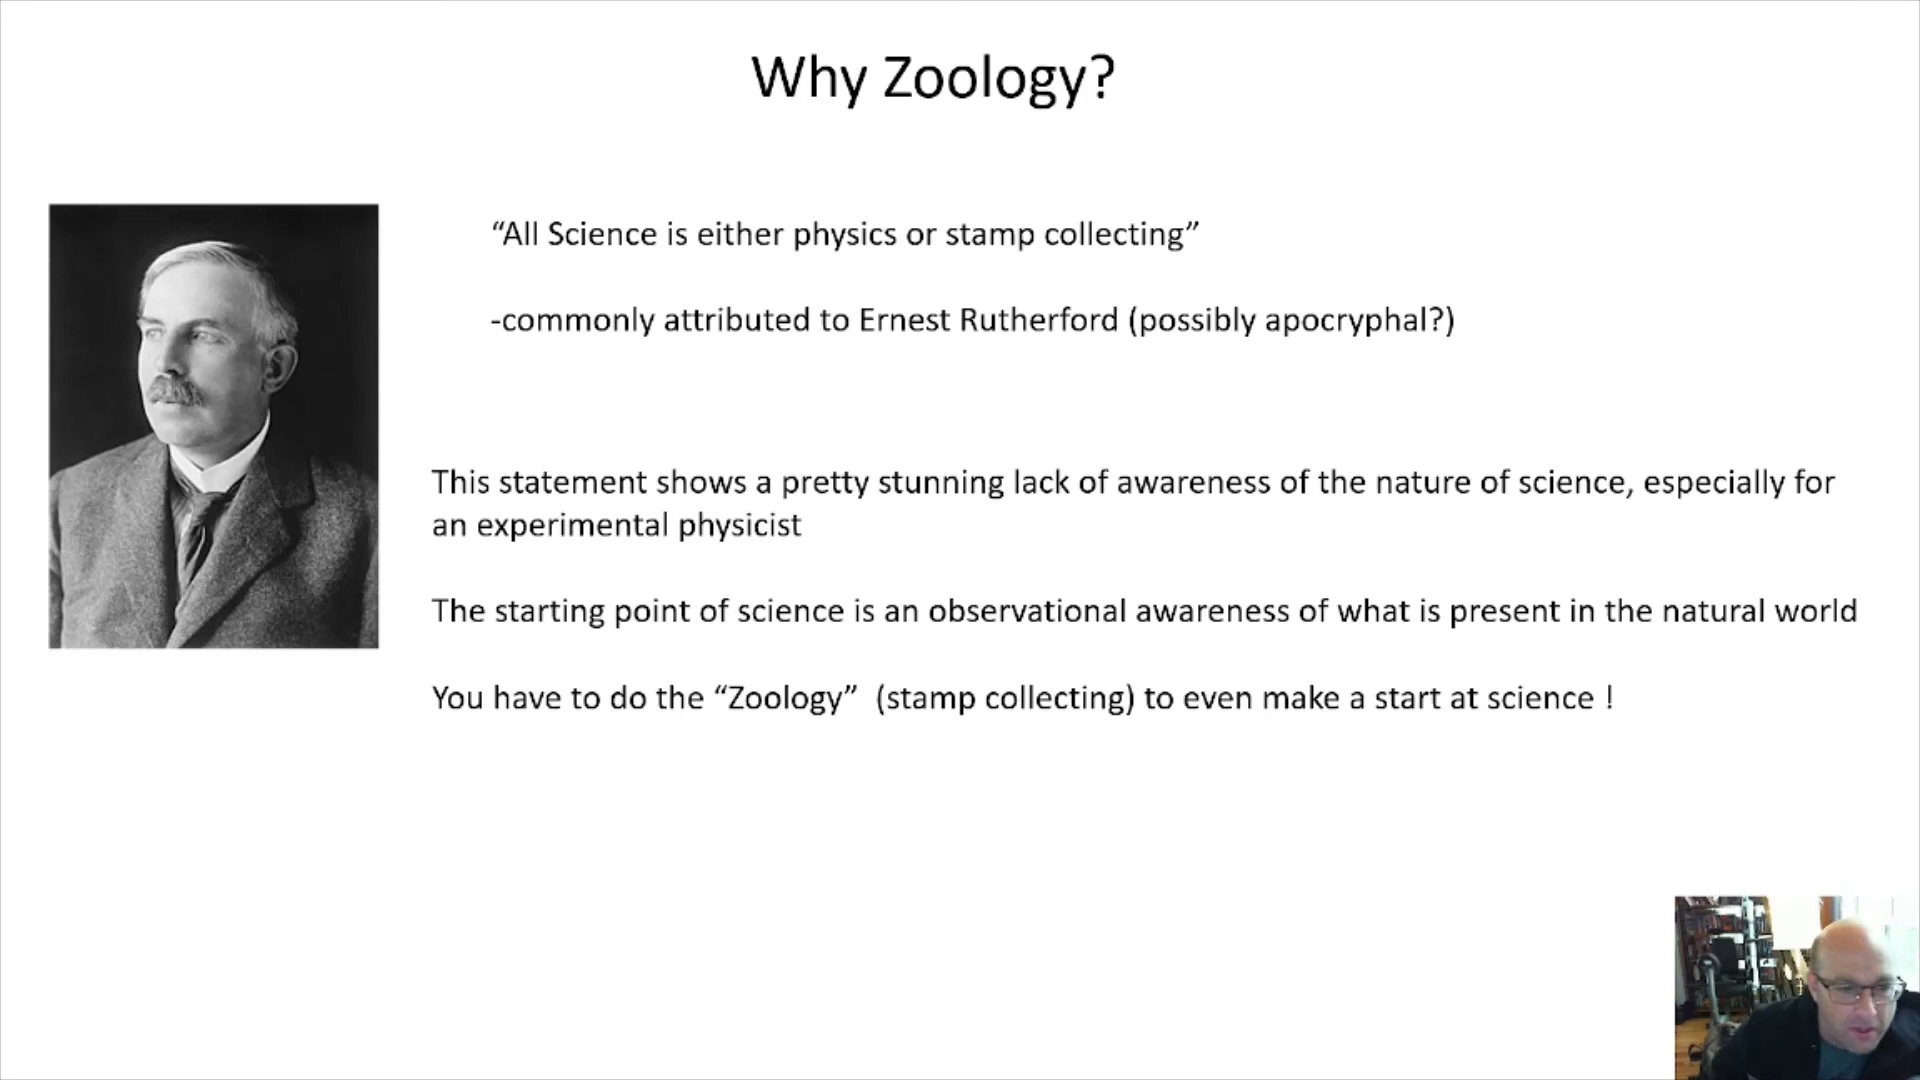 Why Zoology?
“All Science is either physics or stamp collecting”
-commonly attributed to Ernest Rutherford (possibly apocryphal?)
This statement shows a pretty stunning lack of awareness of the nature of science, especially for
an experimental physicist
The starting point of science is an observational awareness of what is present in the natural world
You have to do the “Zoology”  (stamp collecting) to even make a start at science !